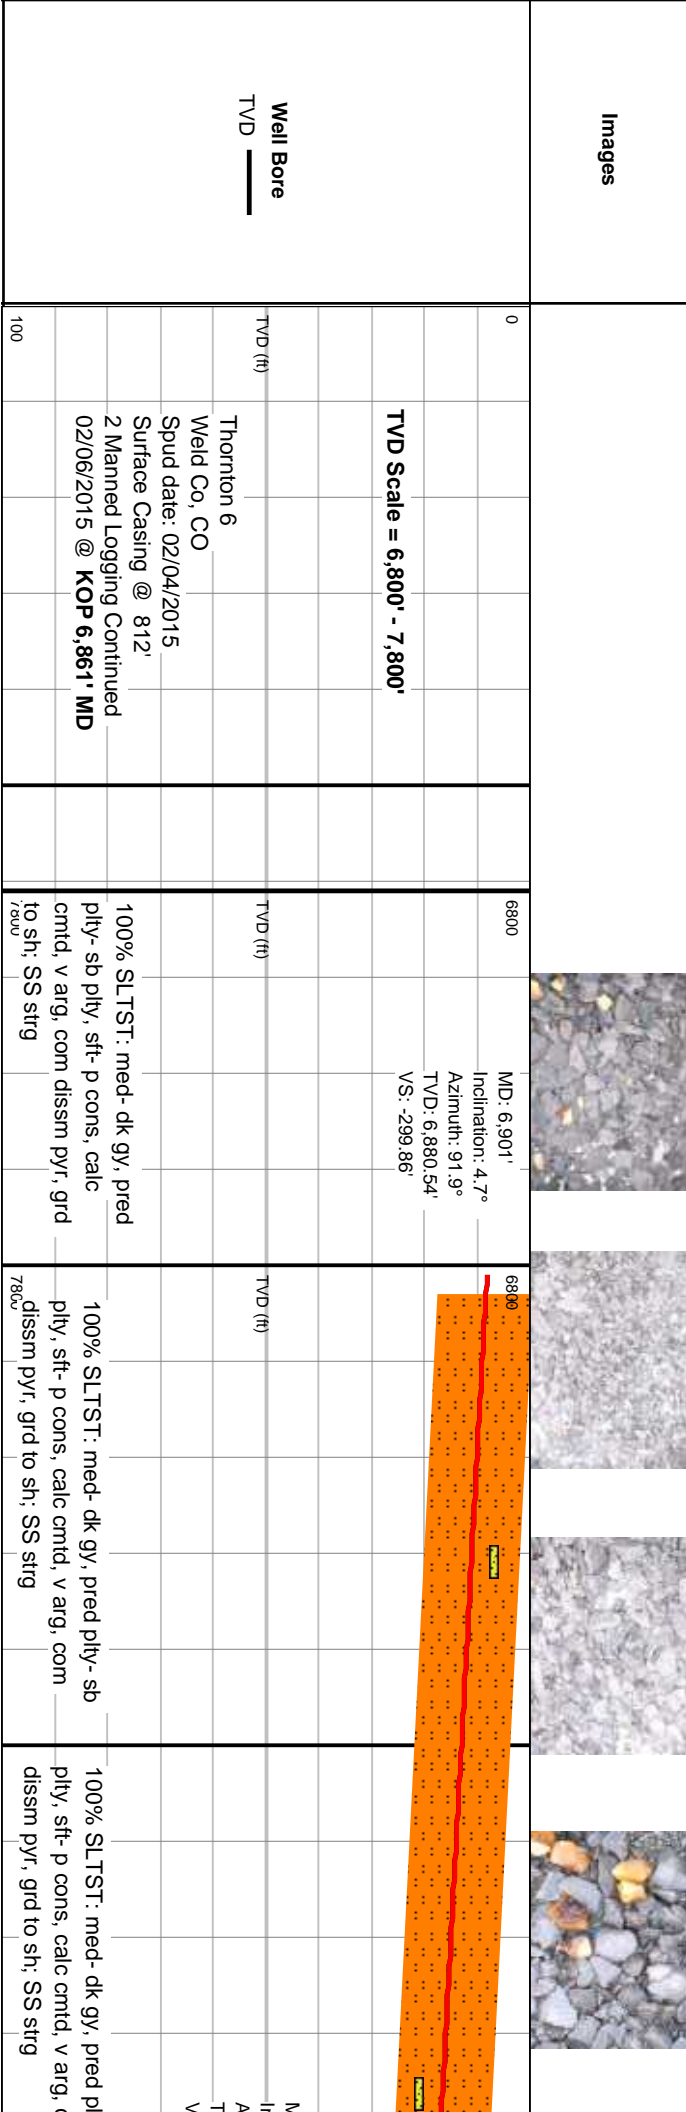 Images
Well Bore
TVD
0
TVD (ft)
100
TVD Scale = 6,800' - 7,800'
Thornton 6
Weld Co, CO
Spud date: 02/04/2015
Surface Casing @ 812'
2 Manned Logging Continued
02/06/2015 @ KOP 6,861' MD
6800
TVD (ft)
7800
MD: 6,901'
Inclination: 4.7°
Azimuth: 91.9°
TVD: 6,880.54'
VS: -299.86'
100% SLTST: med- dk gy, pred
plty- sb plty, sft- p cons, calc
cmtd, v arg, com dissm pyr, grd
to sh; SS strg
6800
TVD (ft)
7800
100% SLTST: med- dk gy, pred plty- sb
plty, sft- p cons, calc cmtd, v arg, com
dissm pyr, grd to sh; SS strg
100% SLTST: med- dk gy, pred pl
plty, sft- p cons, calc cmtd, v arg,
dissm pyr, grd to sh; SS strg